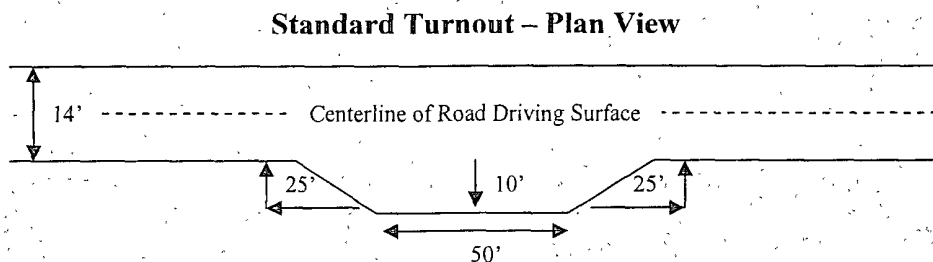 Standard Turnout – Plan View
14'
Centerline of Road Driving Surface
25'
10'
25'
50'